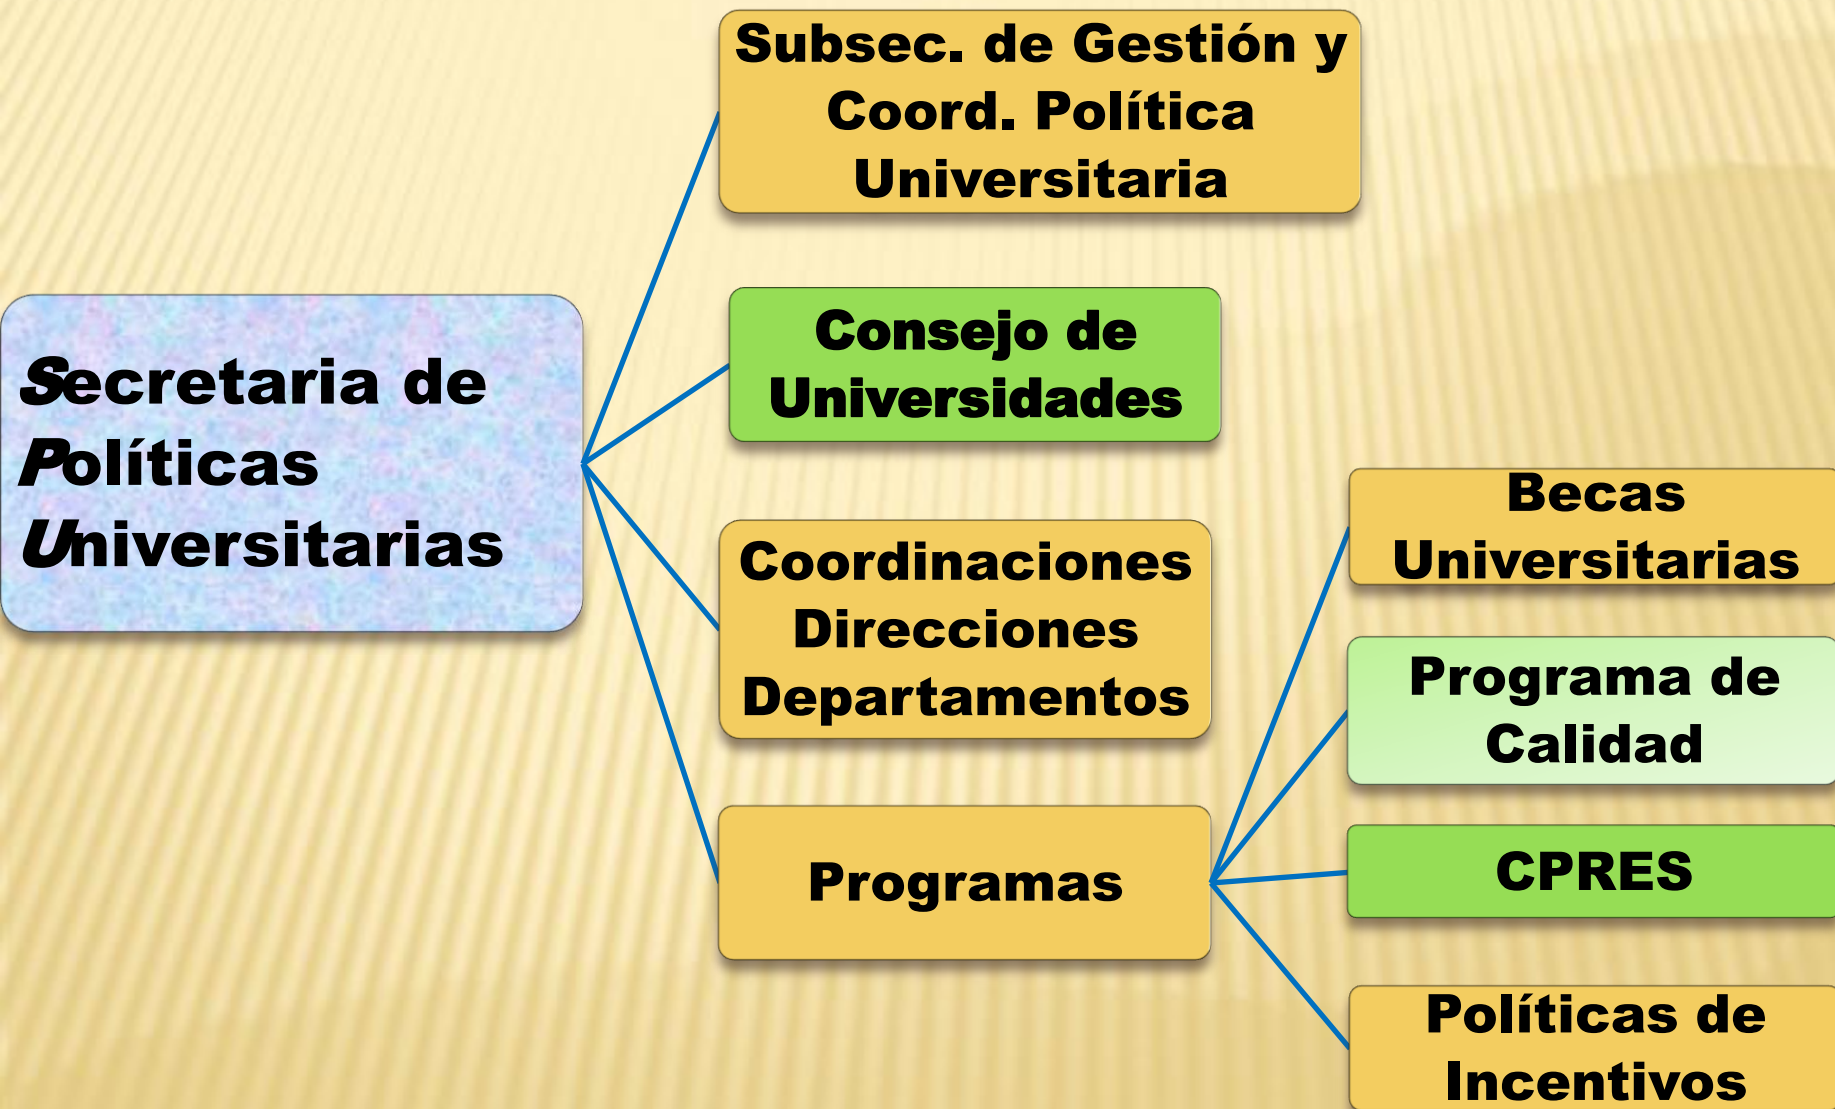 Subsec. de Gestión y
Coord. Política
Universitaria
Secretaria de
Políticas
Universitarias
Consejo de
Universidades
Coordinaciones
Direcciones
Departamentos
Programas
Becas
Universitarias
Programa de
Calidad
CPRES
Políticas de
Incentivos